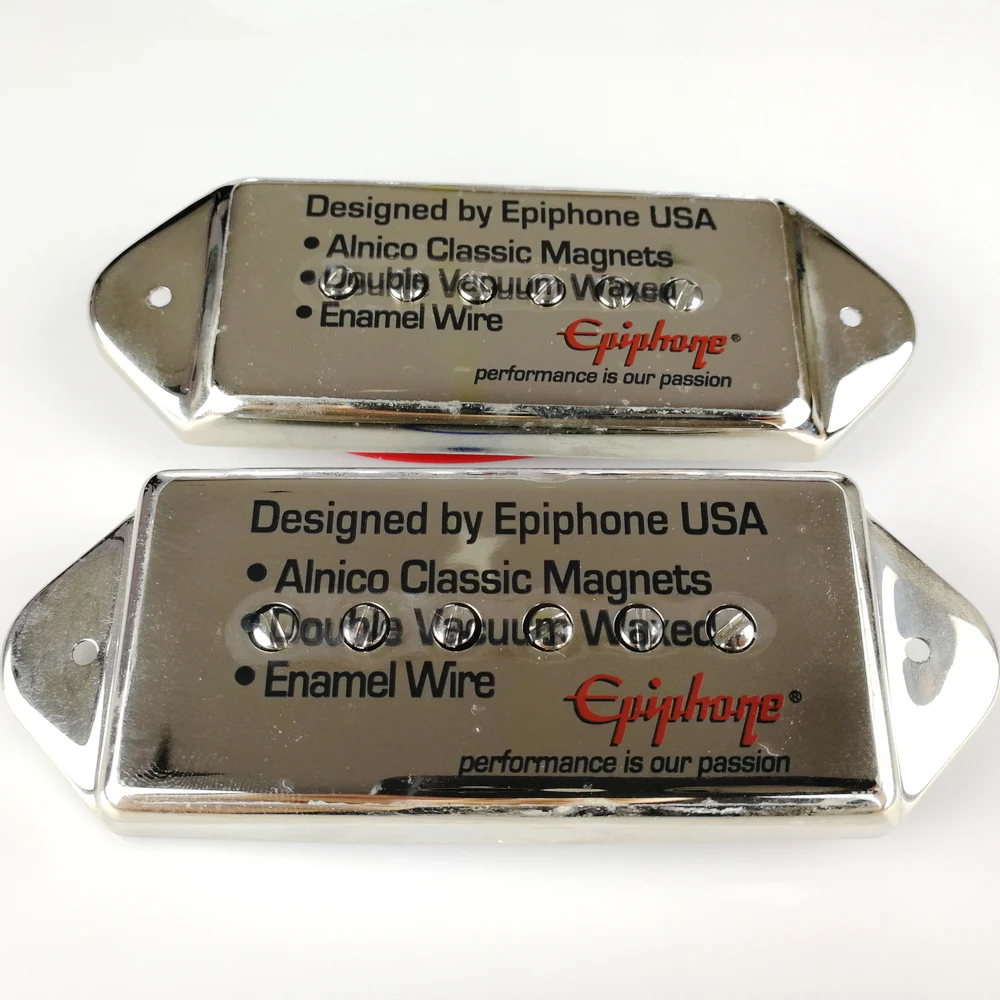 Designed by Epiphone USA
• Alnico Classic Magnets
• Double Vacuum Waxed
• Enamel Wire
Epiphone®
performance is our passion
Designed by Epiphone USA
• Alnico Classic Magnets
• Double Vacuum Waxed
• Enamel Wire
Epiphone®
performance is our passion